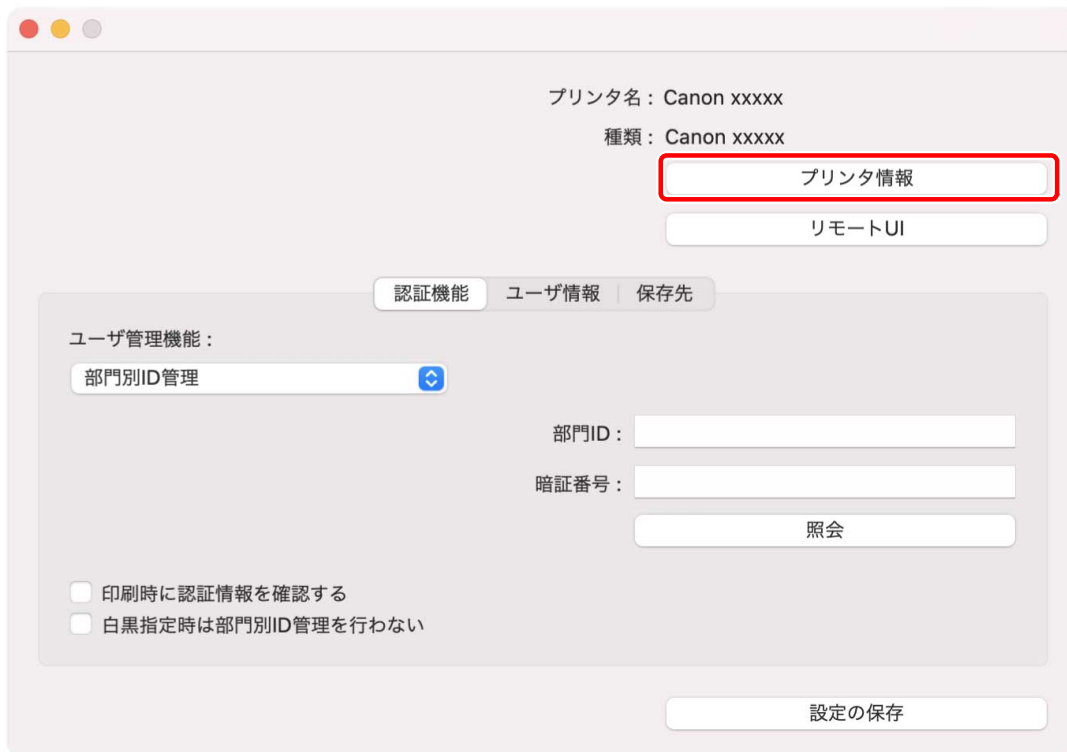 プリンタ名： Canon xxxxx
種類： Canon xxxxx
プリンタ情報
リモートUI
認証機能 ユーザ情報 保存先
ユーザ管理機能：
部門別ID管理
部門ID：
暗証番号：
照会
印刷時に認証情報を確認する
白黒指定時は部門別ID管理を行わない
設定の保存